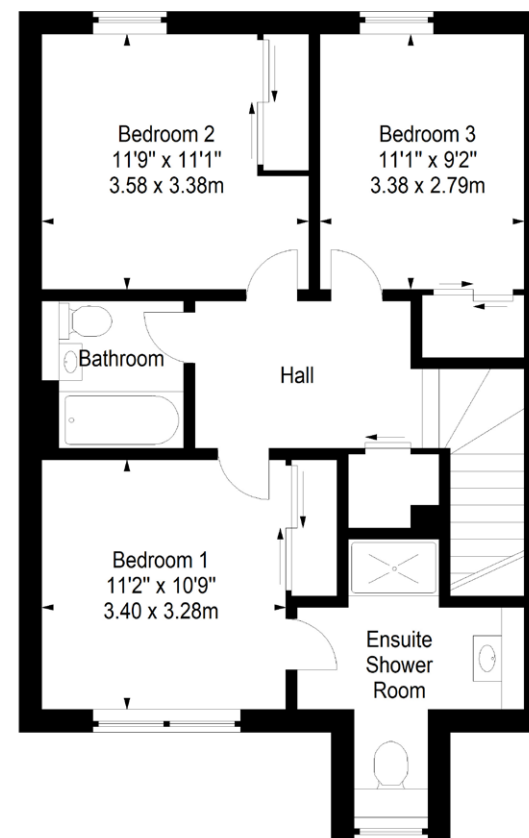 Bedroom 2
11'9" x 11'1"
3.58 x 3.38m
Bedroom 3
11'1" x 9'2"
3.38 x 2.79m
Bathroom
Hall
Bedroom 1
11'2" x 10'9"
3.40 x 3.28m
Ensuite
Shower
Room